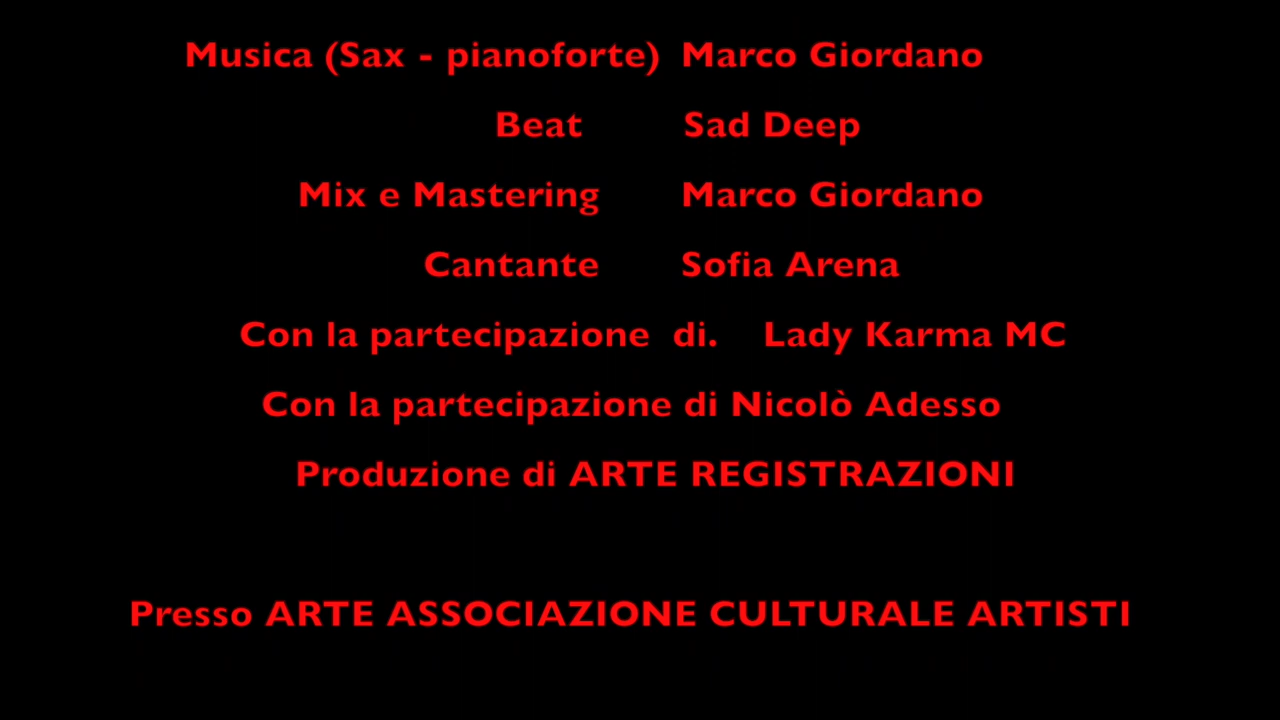 Musica (Sax - pianoforte) Marco Giordano
Beat Sad Deep
Mix e Mastering Marco Giordano
Cantante Sofia Arena
Con la partecipazione di. Lady Karma MC
Con la partecipazione di Nicolò Adesso
Produzione di ARTE REGISTRAZIONI
Presso ARTE ASSOCIAZIONE CULTURALE ARTISTI